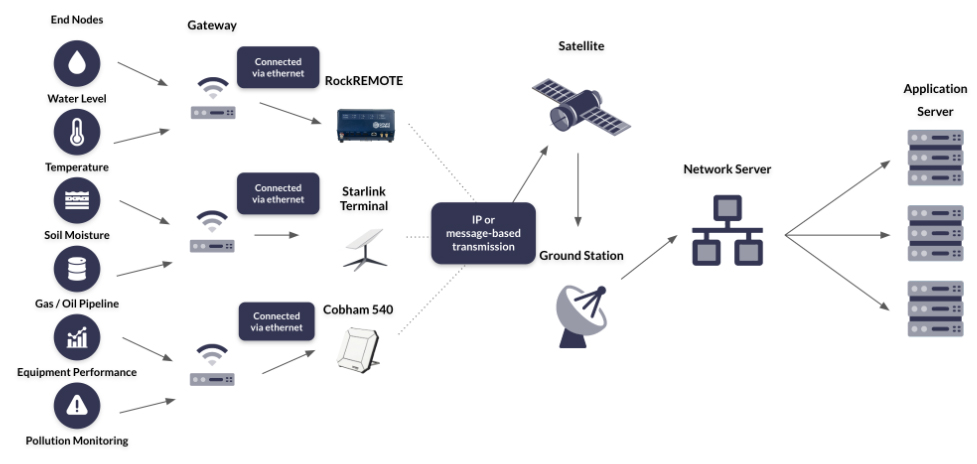 End Nodes
Water Level
Temperature
Soil Moisture
Gas / Oil Pipeline
Equipment Performance
Pollution Monitoring
Gateway
Connected
via ethernet
RockREMOTE
Connected
via ethernet
Starlink
Terminal
Connected
via ethernet
Cobham 540
IP or
message-based
transmission
Satellite
Ground Station
Network Server
Application
Server